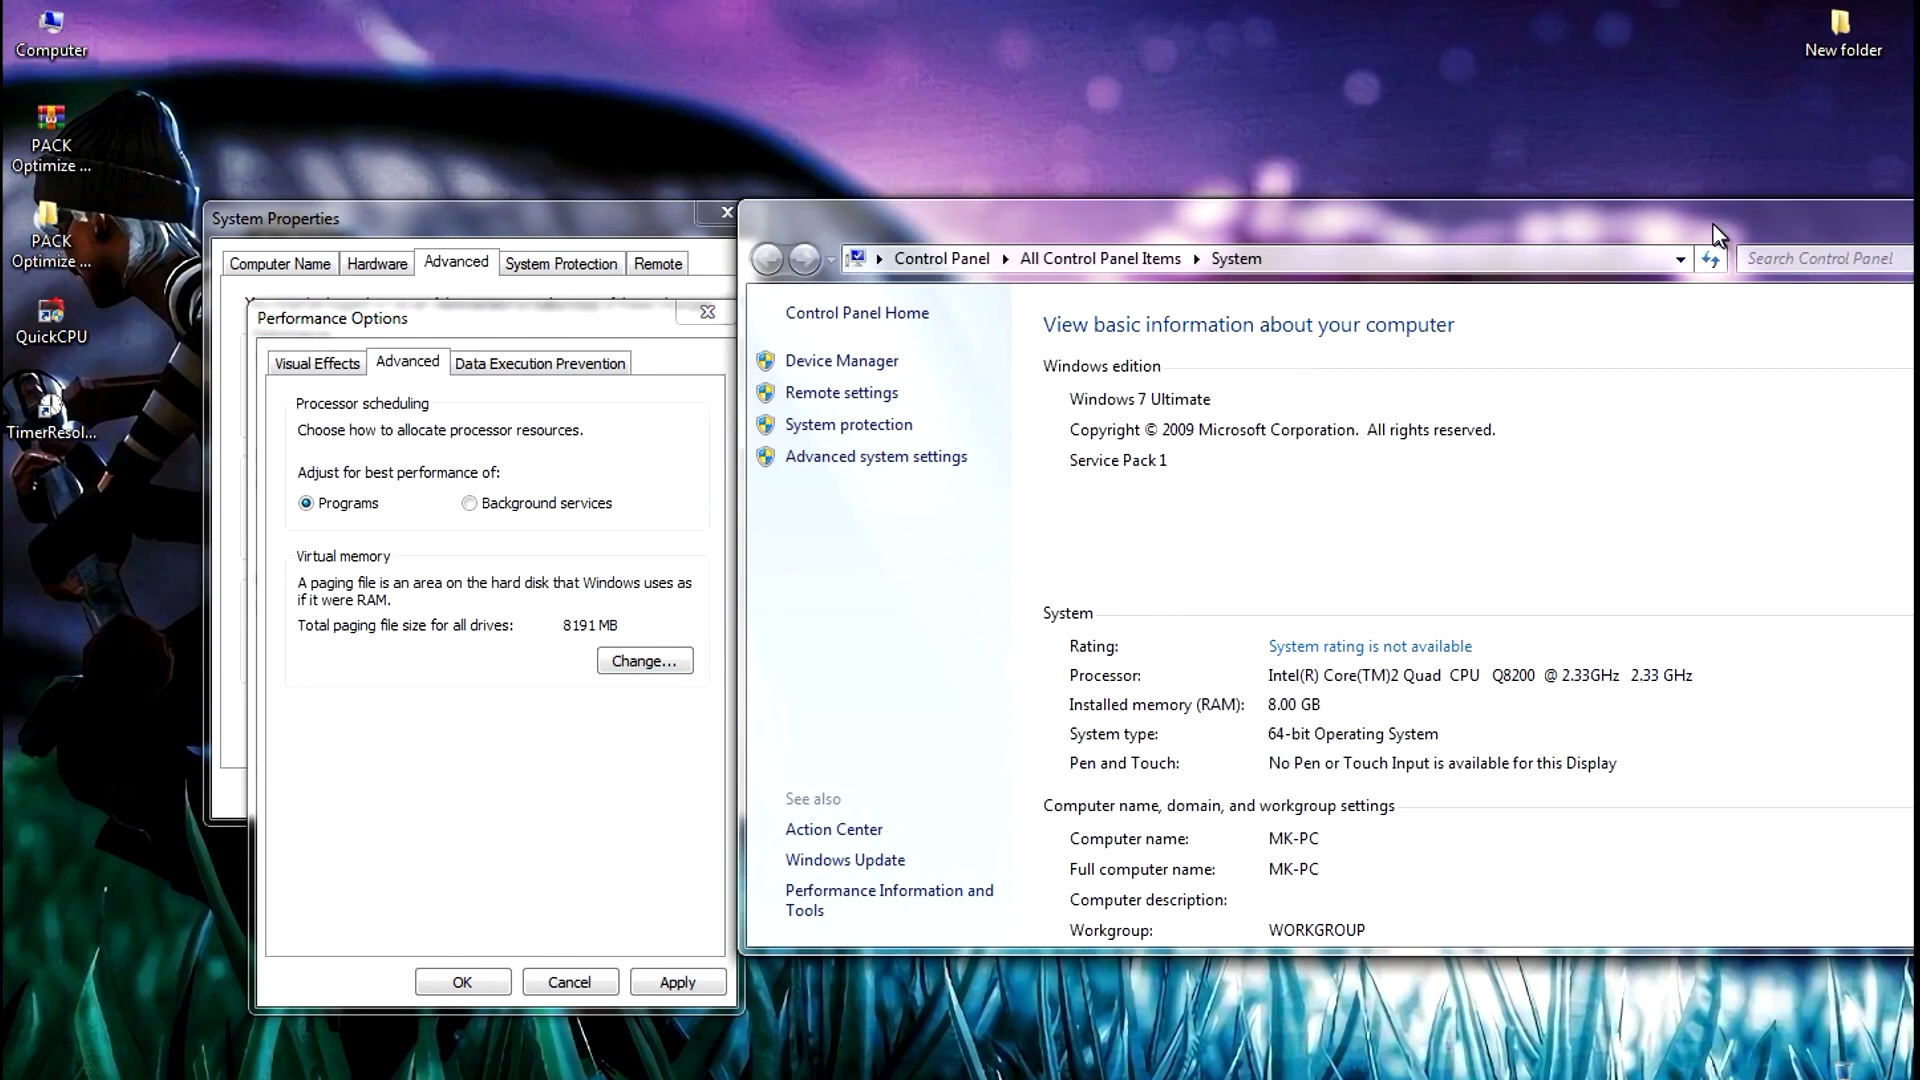 Computer
PACK
Optimize ...
PACK
Optimize ...
QuickCPU
TimerResol...
New folder
System Properties
Computer Name
Hardware
Advanced
System Protection
Remote
Performance Options
Visual Effects
Advanced
Data Execution Prevention
Processor scheduling
Choose how to allocate processor resources.
Adjust for best performance of:
Programs
Background services
Virtual memory
A paging file is an area on the hard disk that Windows uses as
if it were RAM.
Total paging file size for all drives: 8191 MB
Change...
OK
Cancel
Apply
Control Panel
All Control Panel Items
System
Search Control Panel
Control Panel Home
Device Manager
Remote settings
System protection
Advanced system settings
See also
Action Center
Windows Update
Performance Information and
Tools
View basic information about your computer
Windows edition
Windows 7 Ultimate
Copyright © 2009 Microsoft Corporation. All rights reserved.
Service Pack 1
System
Rating: System rating is not available
Processor: Intel(R) Core(TM)2 Quad CPU Q8200 @ 2.33GHz 2.33 GHz
Installed memory (RAM): 8.00 GB
System type: 64-bit Operating System
Pen and Touch: No Pen or Touch Input is available for this Display
Computer name, domain, and workgroup settings
Computer name: MK-PC
Full computer name: MK-PC
Computer description:
Workgroup: WORKGROUP